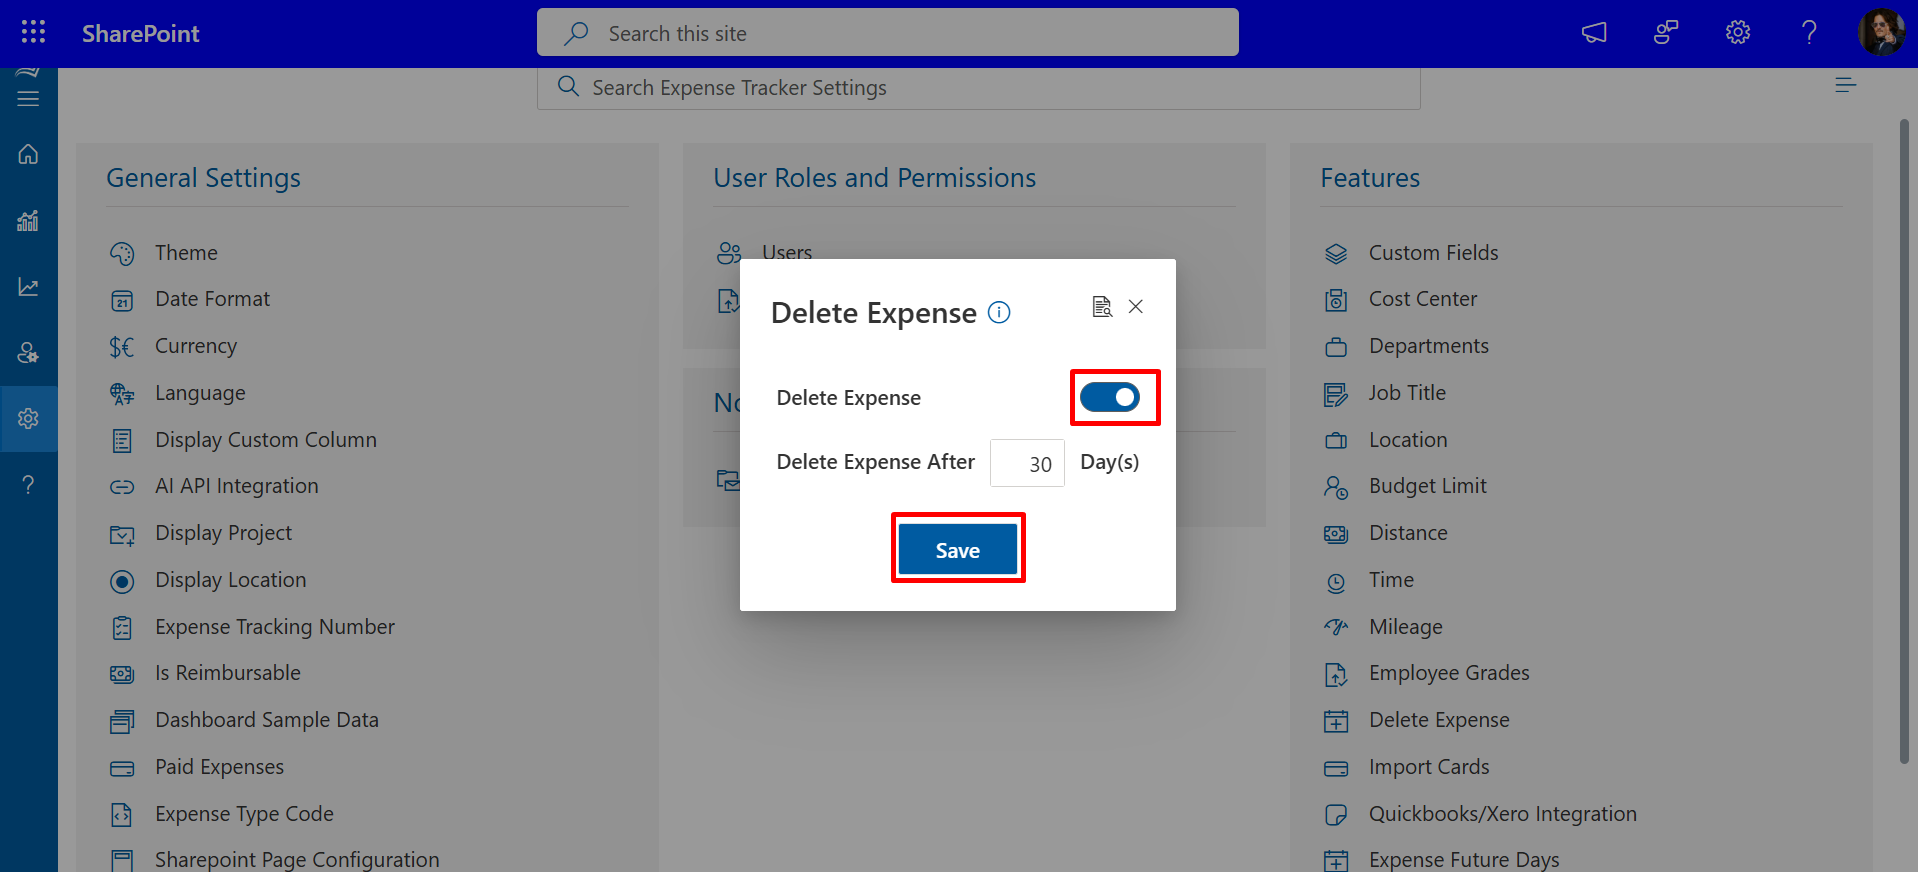 SharePoint
Search this site
Search Expense Tracker Settings
General Settings
Theme
21
Date Format
$€
Currency
Language
Display Custom Column
AI API Integration
Display Project
Display Location
Expense Tracking Number
Is Reimbursable
Dashboard Sample Data
Paid Expenses
Expense Type Code
Sharepoint Page Configuration
User Roles and Permissions
Users
No
Delete Expense
Delete Expense
Delete Expense After 30 Day(s)
Save
Features
Custom Fields
Cost Center
Departments
Job Title
Location
Budget Limit
Distance
Time
Mileage
Employee Grades
Delete Expense
Import Cards
Quickbooks/Xero Integration
Expense Future Days